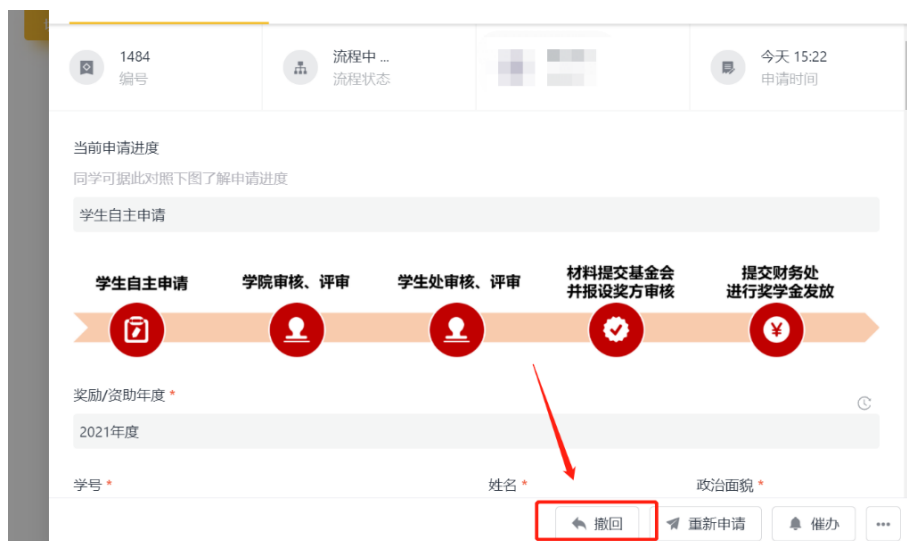 1484
编号
流程中 ...
流程状态
今天 15:22
申请时间
当前申请进度
同学可据此对照下图了解申请进度
学生自主申请
学生自主申请
学院审核、评审
学生处审核、评审
材料提交基金会
并报设奖方审核
提交财务处
进行奖学金发放
¥
奖励/资助年度 *
2021年度
学号 * 姓名 * 政治面貌 *
撤回 重新申请 催办 ...